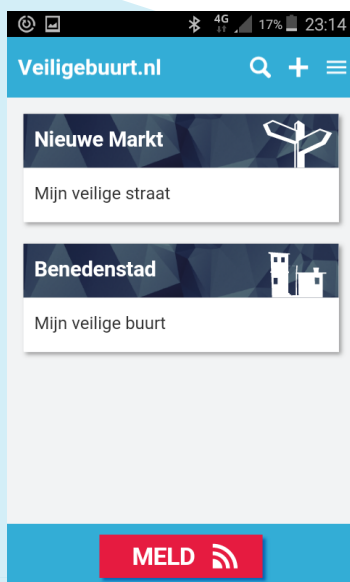 4G 17% 23:14
Veiligebuurt.nl
Nieuwe Markt
Mijn veilige straat
Benedenstad
Mijn veilige buurt
MELD